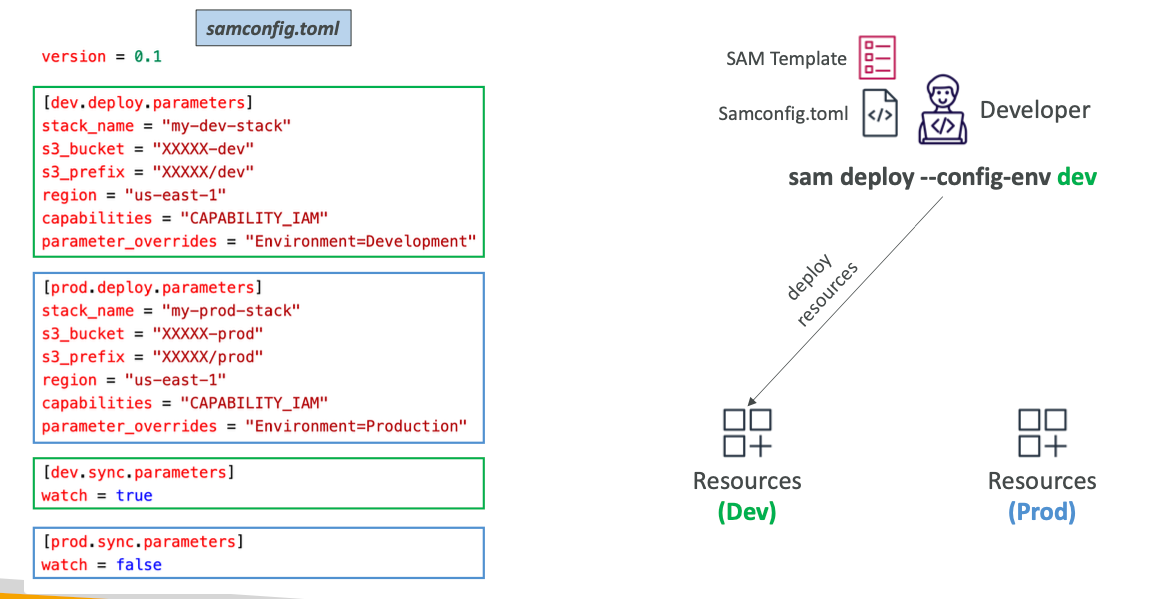 samconfig.toml
version = 0.1
[dev.deploy.parameters]
stack_name = "my-dev-stack"
s3_bucket = "XXXXX-dev"
s3_prefix = "XXXXX/dev"
region = "us-east-1"
capabilities = "CAPABILITY_IAM"
parameter_overrides = "Environment=Development"
[prod.deploy.parameters]
stack_name = "my-prod-stack"
s3_bucket = "XXXXX-prod"
s3_prefix = "XXXXX/prod"
region = "us-east-1"
capabilities = "CAPABILITY_IAM"
parameter_overrides = "Environment=Production"
[dev.sync.parameters]
watch = true
[prod.sync.parameters]
watch = false
SAM Template
Samconfig.toml
Developer
sam deploy --config-env dev
deploy
resources
Resources
(Dev)
Resources
(Prod)